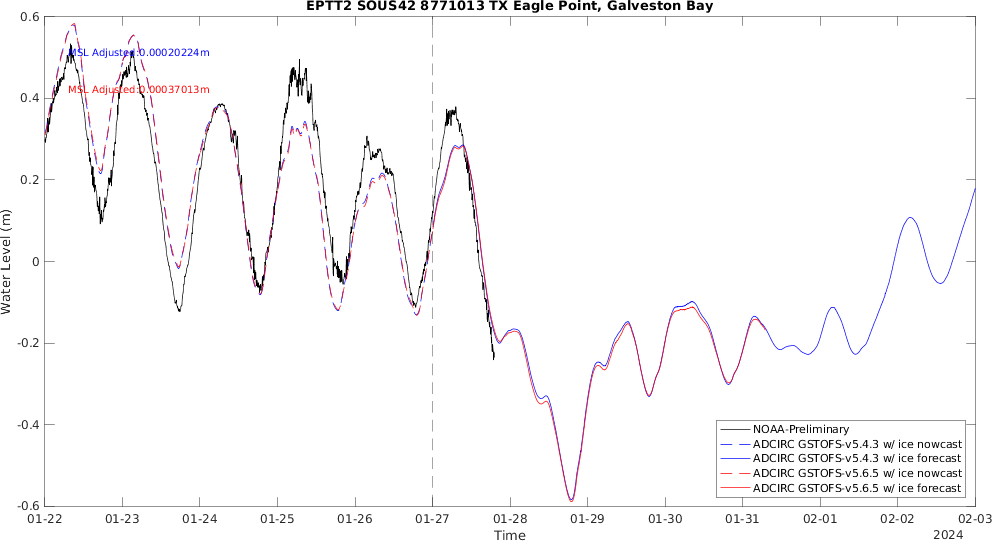 EPTT2 SOUS42 8771013 TX Eagle Point, Galveston Bay
Water Level (m)
0.6
0.4
0.2
0
-0.2
-0.4
-0.6
MSL Adjusted:0.00020224m
MSL Adjusted:0.00037013m
NOAA-Preliminary
ADCIRC GSTOFS-v5.4.3 w/ ice nowcast
ADCIRC GSTOFS-v5.4.3 w/ ice forecast
ADCIRC GSTOFS-v5.6.5 w/ ice nowcast
ADCIRC GSTOFS-v5.6.5 w/ ice forecast
01-22 01-23 01-24 01-25 01-26 01-27 01-28 01-29 01-30 01-31 02-01 02-02 02-03
Time
2024